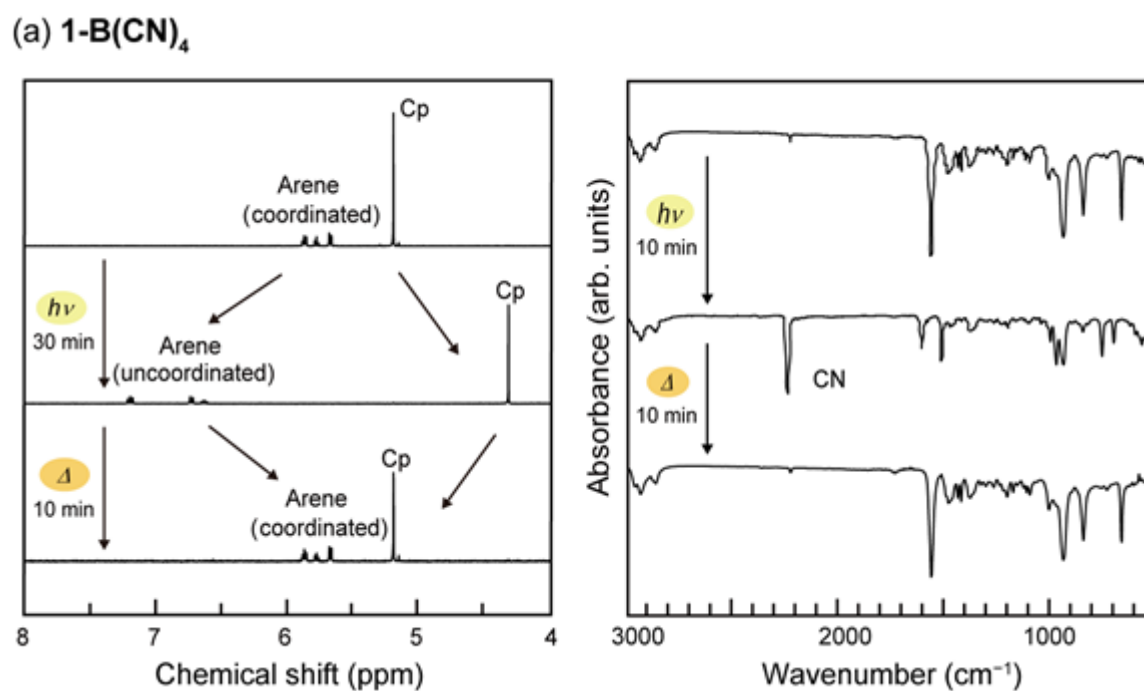 (a) 1-B(CN)₄
Cp
Arene
(coordinated)
hν
30 min
Cp
Arene
(uncoordinated)
Δ
10 min
Cp
Arene
(coordinated)
8 7 6 5 4
Chemical shift (ppm)
Absorbance (arb. units)
hν
10 min
CN
Δ
10 min
3000 2000 1000
Wavenumber (cm⁻¹)